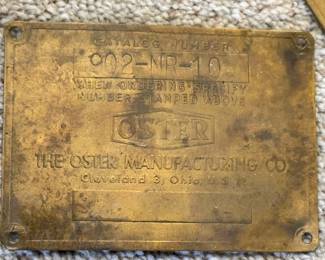 CATALOG NUMBER
902-NR-10
WHEN ORDERING SPECIFY
NUMBER STAMPED ABOVE
OSTER
THE OSTER MANUFACTURING CO.
Cleveland 3, Ohio, U.S.